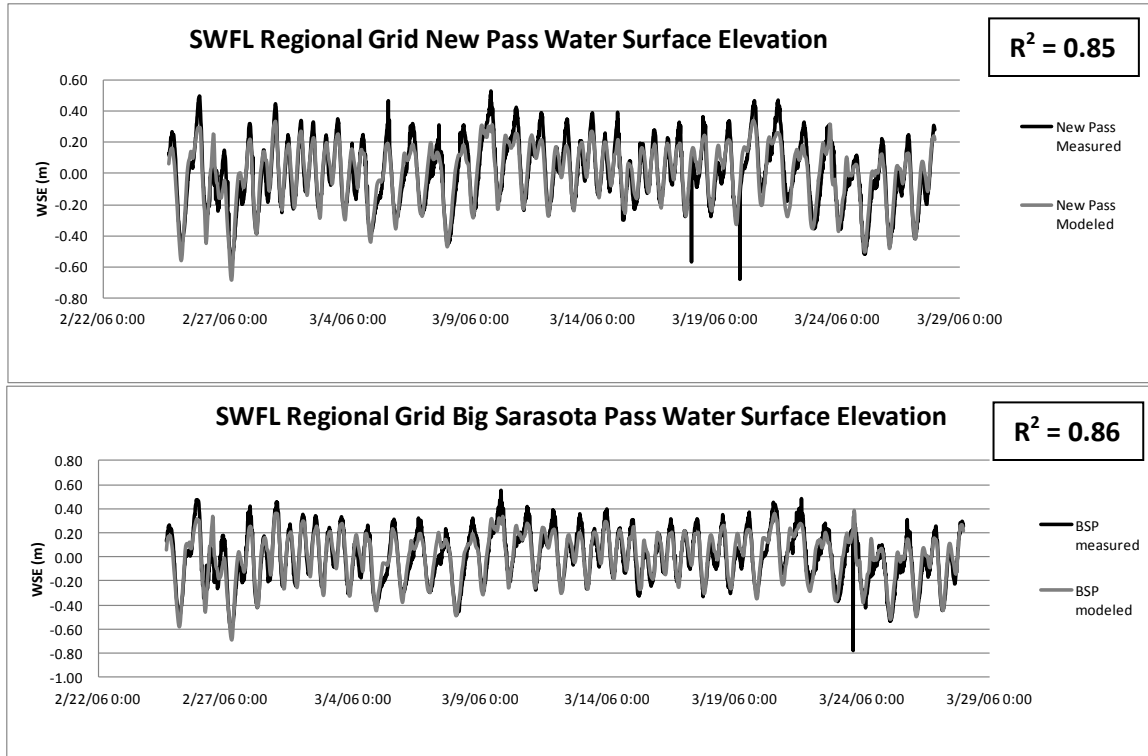 SWFL Regional Grid New Pass Water Surface Elevation
R² = 0.85
0.60
0.40
0.20
0.00
-0.20
-0.40
-0.60
-0.80
WSE (m)
2/22/06 0:00 2/27/06 0:00 3/4/06 0:00 3/9/06 0:00 3/14/06 0:00 3/19/06 0:00 3/24/06 0:00 3/29/06 0:00
New Pass
Measured
New Pass
Modeled
SWFL Regional Grid Big Sarasota Pass Water Surface Elevation
R² = 0.86
0.80
0.60
0.40
0.20
0.00
-0.20
-0.40
-0.60
-0.80
-1.00
WSE (m)
2/22/06 0:00 2/27/06 0:00 3/4/06 0:00 3/9/06 0:00 3/14/06 0:00 3/19/06 0:00 3/24/06 0:00 3/29/06 0:00
BSP
measured
BSP
modeled